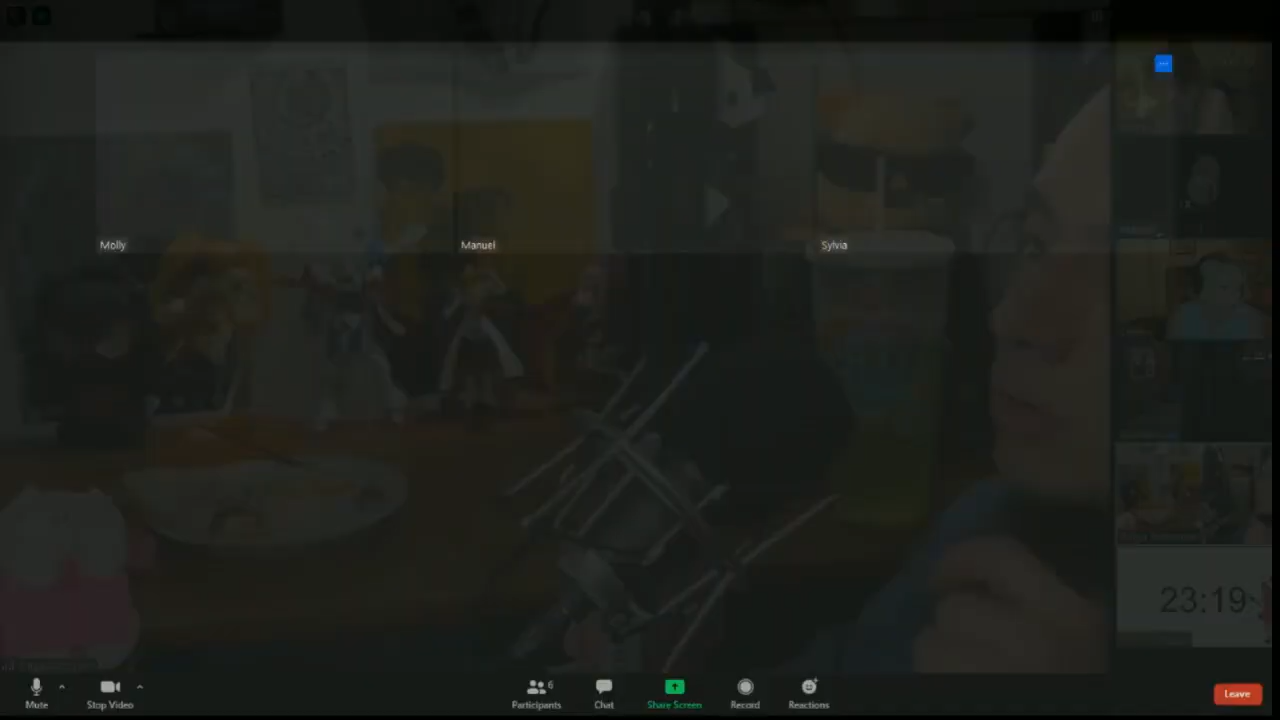 Molly
Manuel
Sylvia
23:19
6
Mute
Stop Video
Participants
Chat
Share Screen
Record
Reactions
Leave